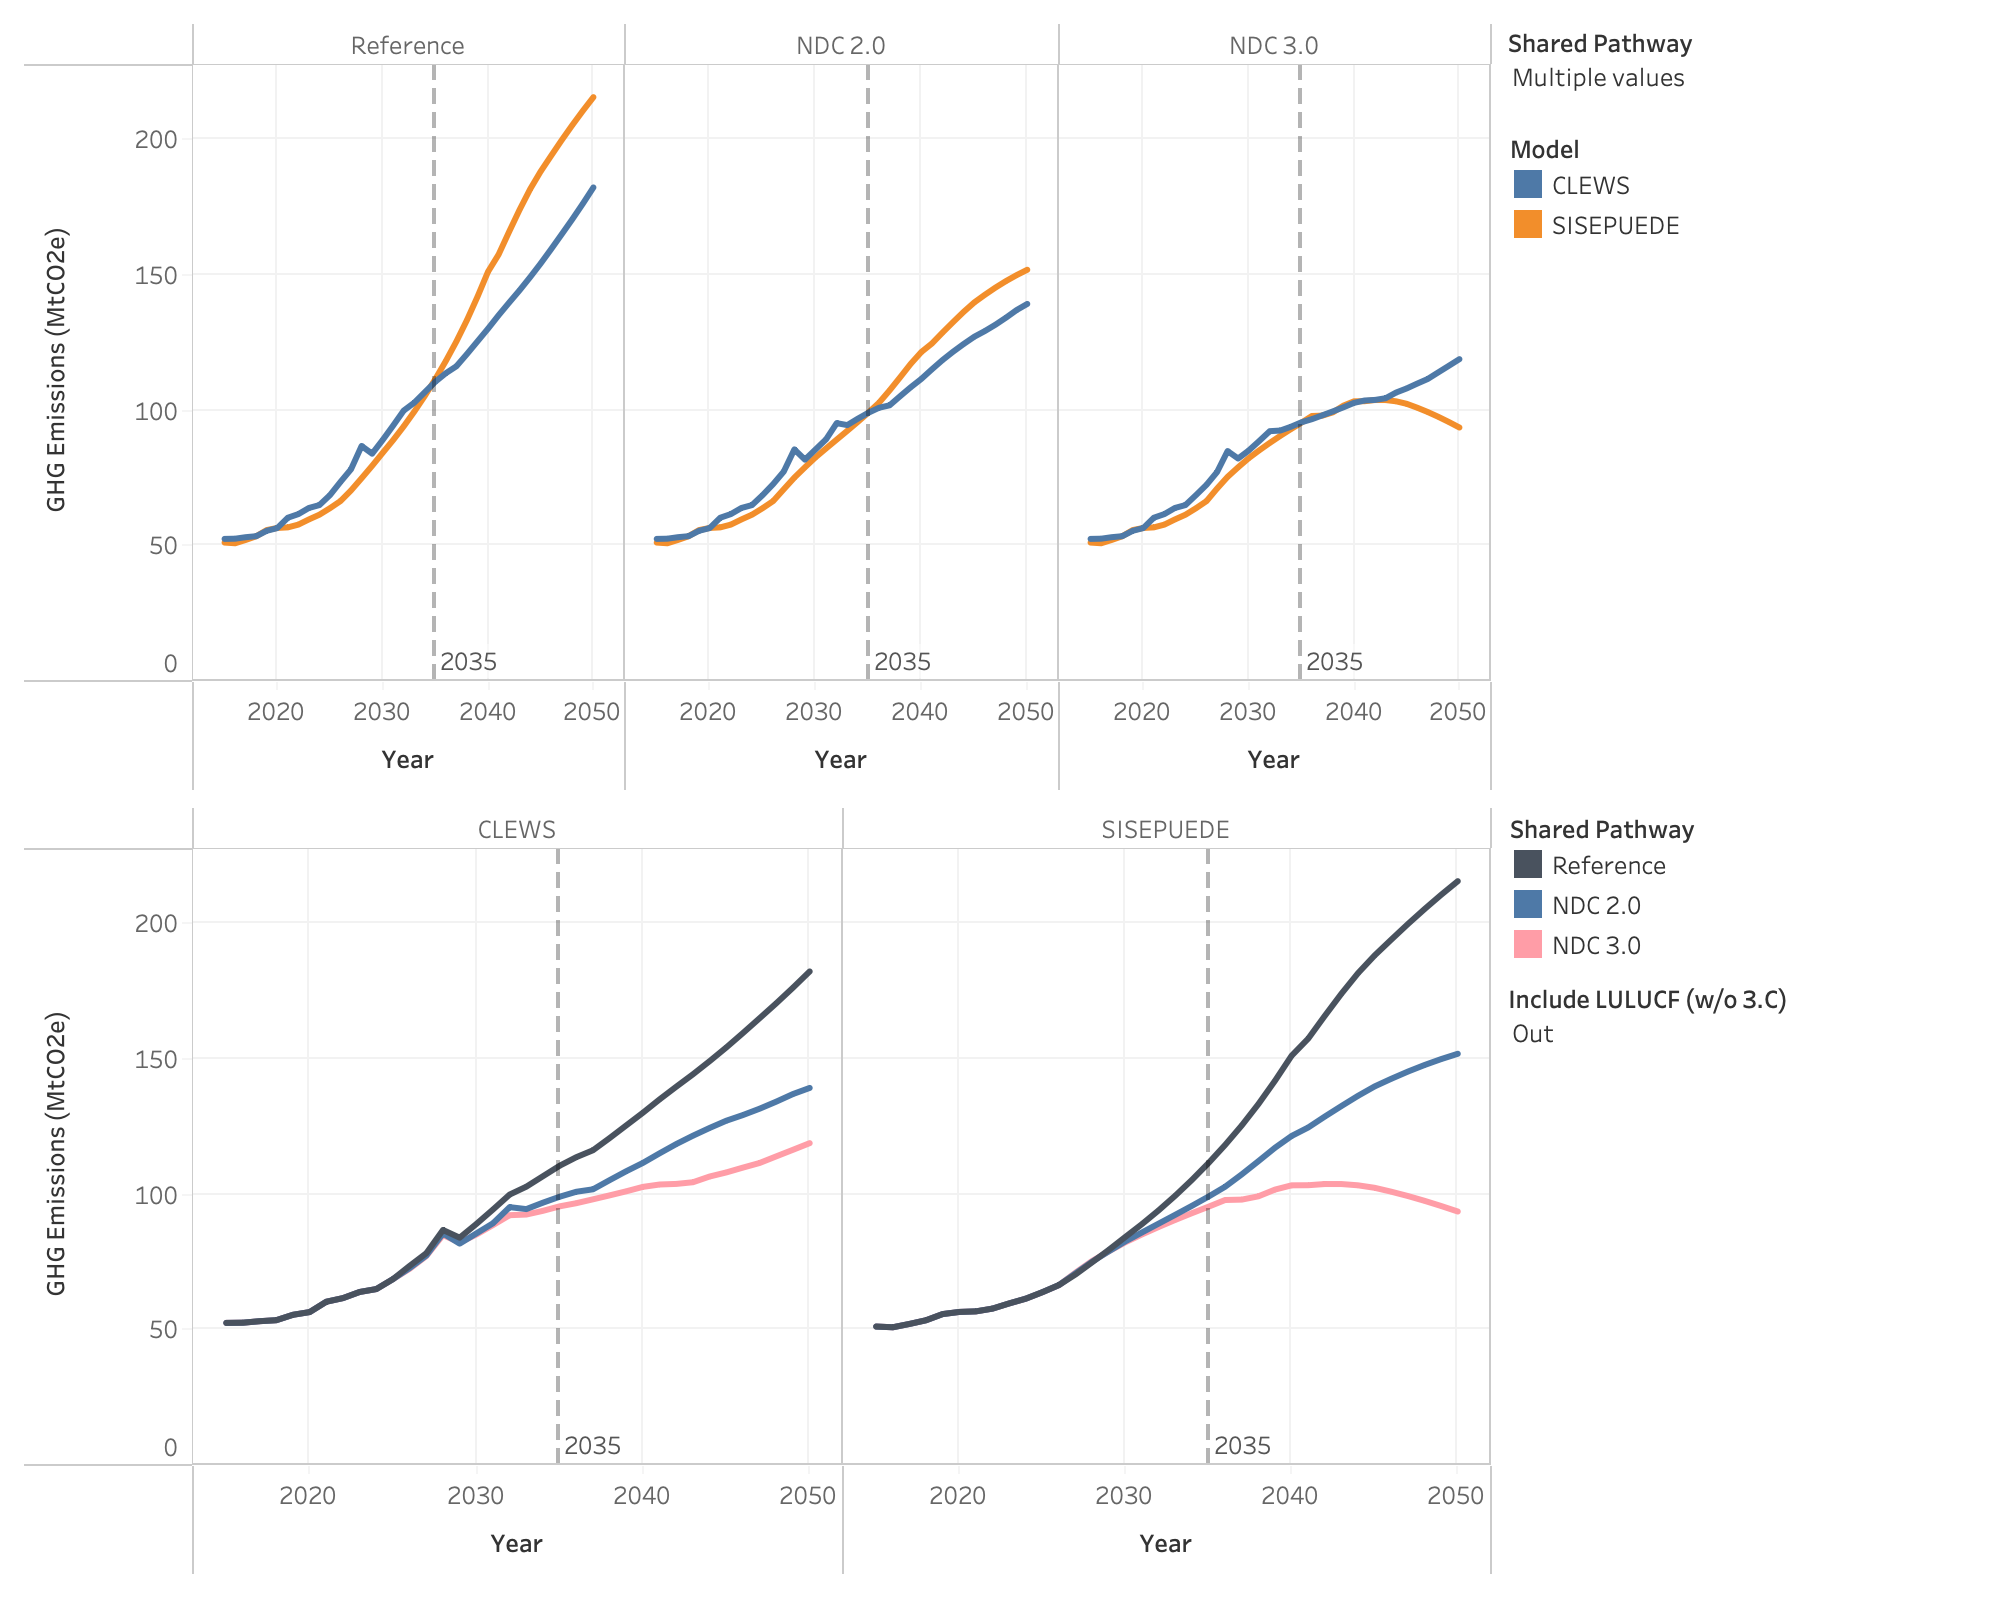 Reference
NDC 2.0
NDC 3.0
GHG Emissions (MtCO2e)
200
150
100
50
0
2035
2035
2035
2020 2030 2040 2050
2020 2030 2040 2050
2020 2030 2040 2050
Year
Year
Year
Shared Pathway
Multiple values
Model
CLEWS
SISEPUEDE
CLEWS
SISEPUEDE
GHG Emissions (MtCO2e)
200
150
100
50
0
2035
2035
2020 2030 2040 2050
2020 2030 2040 2050
Year
Year
Shared Pathway
Reference
NDC 2.0
NDC 3.0
Include LULUCF (w/o 3.C)
Out